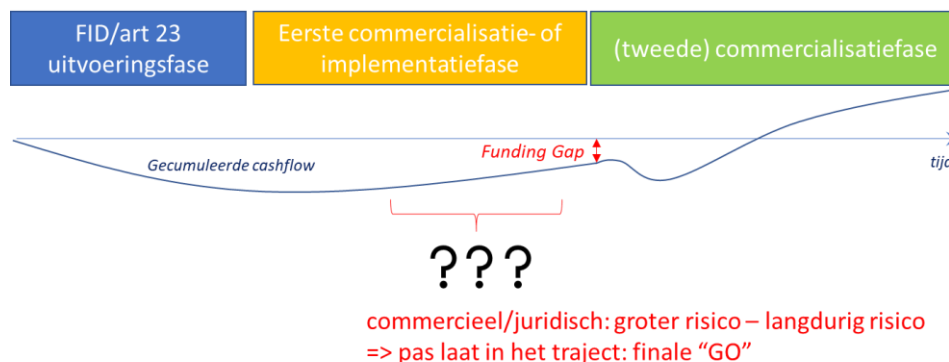 FID/art 23
uitvoeringsfase
Eerste commercialisatie- of
implementatiefase
(tweede) commercialisatiefase
Gecumuleerde cashflow
Funding Gap
tijd
???
commercieel/juridisch: groter risico – langdurig risico
=> pas laat in het traject: finale “GO”